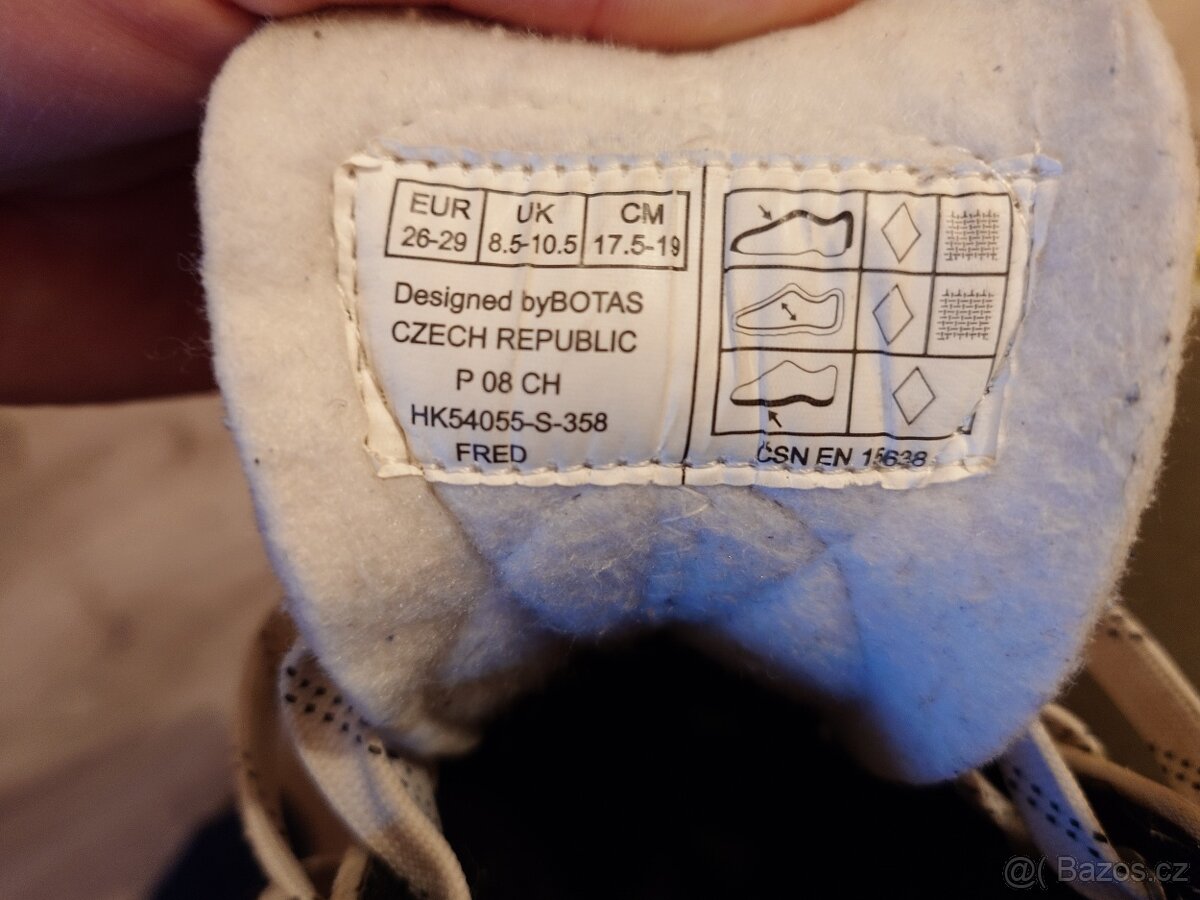 EUR UK CM
26-29 8.5-10.5 17.5-19
Designed byBOTAS
CZECH REPUBLIC
P 08 CH
HK54055-S-358
FRED
ČSN EN 15638
@( Bazos.cz